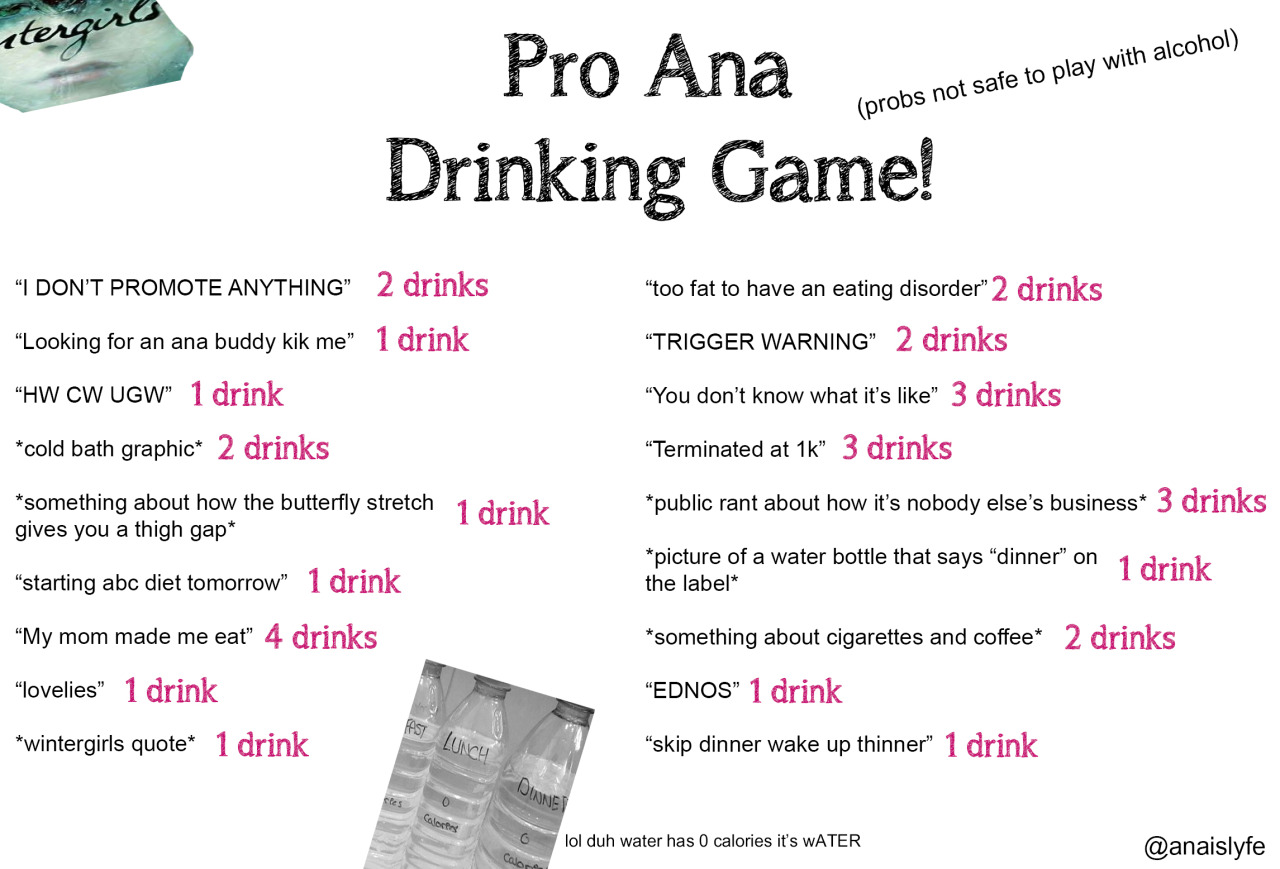 ntergirls
Pro Ana
(probs not safe to play with alcohol)
Drinking Game!
“I DON’T PROMOTE ANYTHING” 2 drinks
“Looking for an ana buddy kik me” 1 drink
“HW CW UGW” 1 drink
*cold bath graphic* 2 drinks
*something about how the butterfly stretch
gives you a thigh gap* 1 drink
“starting abc diet tomorrow” 1 drink
“My mom made me eat” 4 drinks
“lovelies” 1 drink
*wintergirls quote* 1 drink
“too fat to have an eating disorder” 2 drinks
“TRIGGER WARNING” 2 drinks
“You don’t know what it’s like” 3 drinks
“Terminated at 1k” 3 drinks
*public rant about how it’s nobody else’s business* 3 drinks
*picture of a water bottle that says “dinner” on
the label* 1 drink
*something about cigarettes and coffee* 2 drinks
“EDNOS” 1 drink
“skip dinner wake up thinner” 1 drink
FAST
LUNCH
0
Calories
DINNE
0
Calo
lol duh water has 0 calories it’s wATER
@anaislyfe